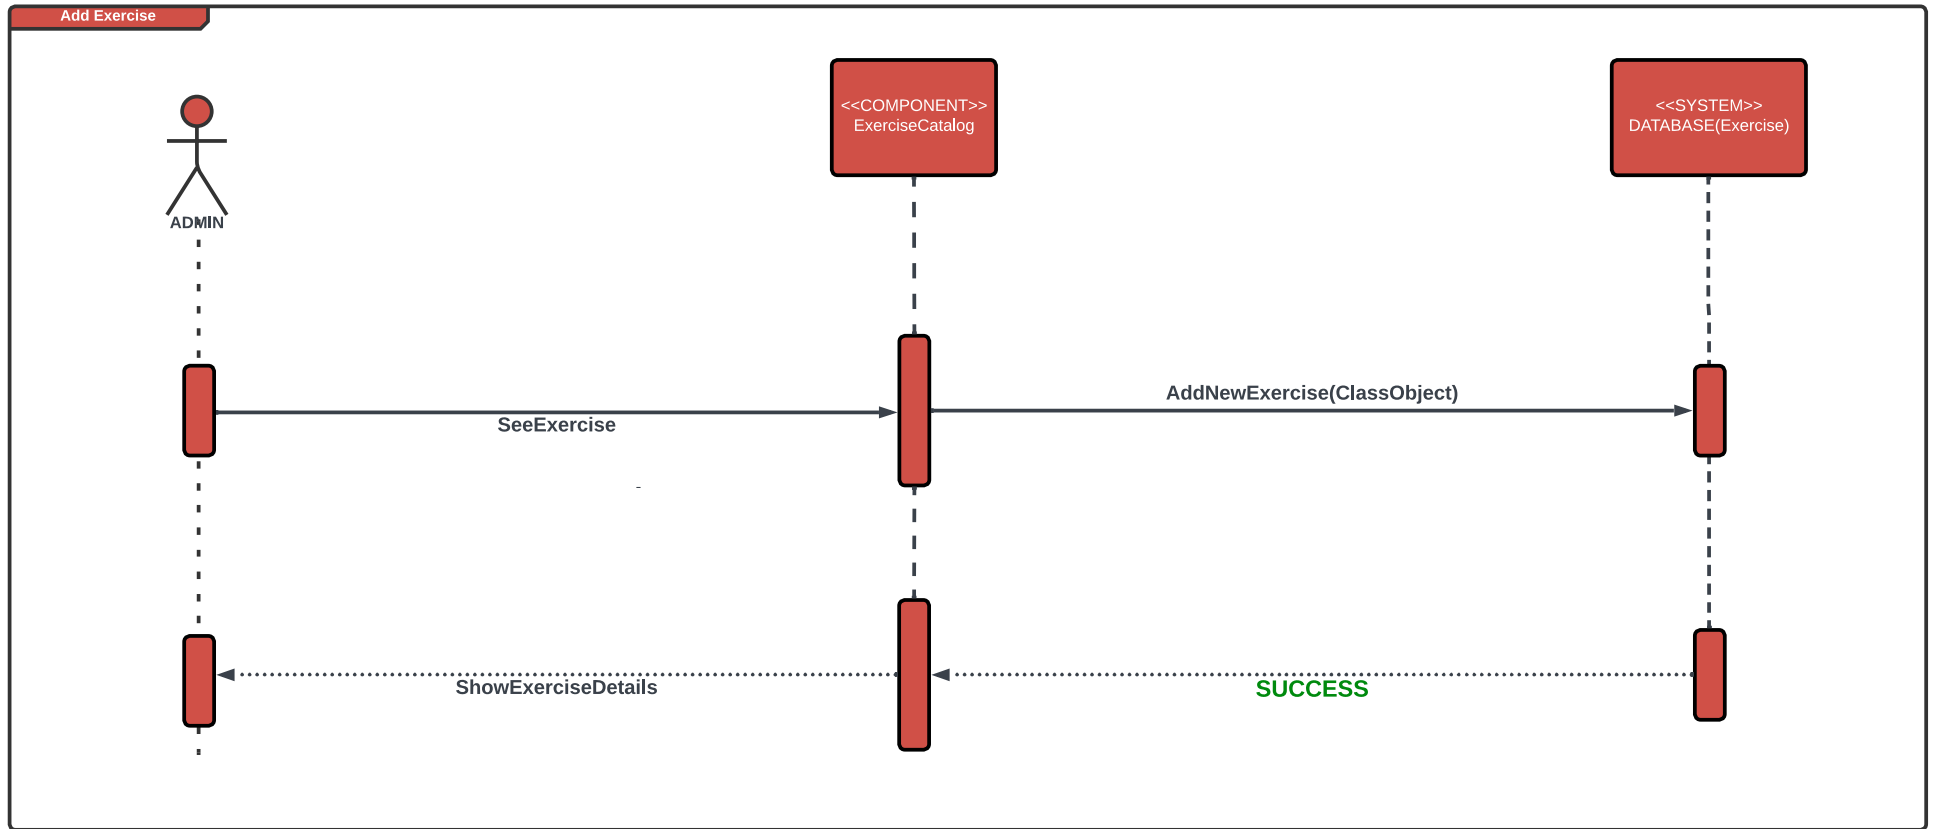 Add Exercise
<<COMPONENT>>
ExerciseCatalog
<<SYSTEM>>
DATABASE(Exercise)
ADMIN
AddNewExercise(ClassObject)
SeeExercise
-
ShowExerciseDetails
SUCCESS